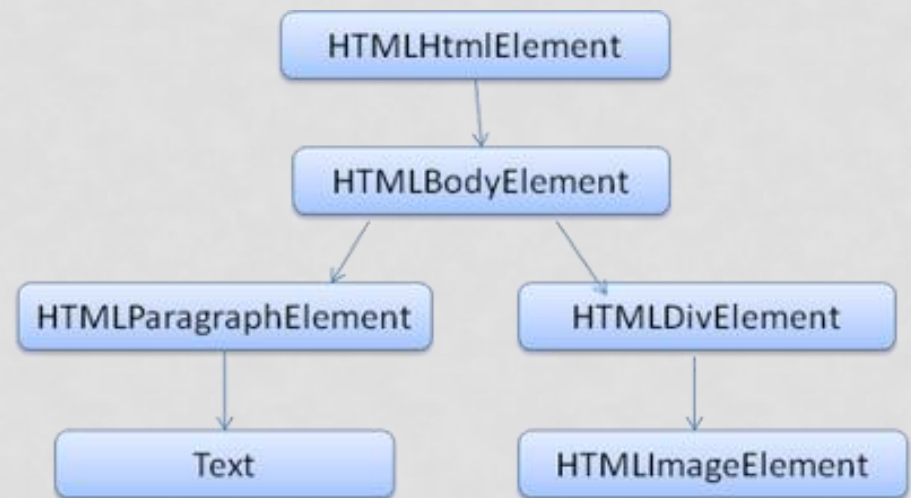 HTMLHtmlElement
HTMLBodyElement
HTMLParagraphElement
HTMLDivElement
Text
HTMLImageElement